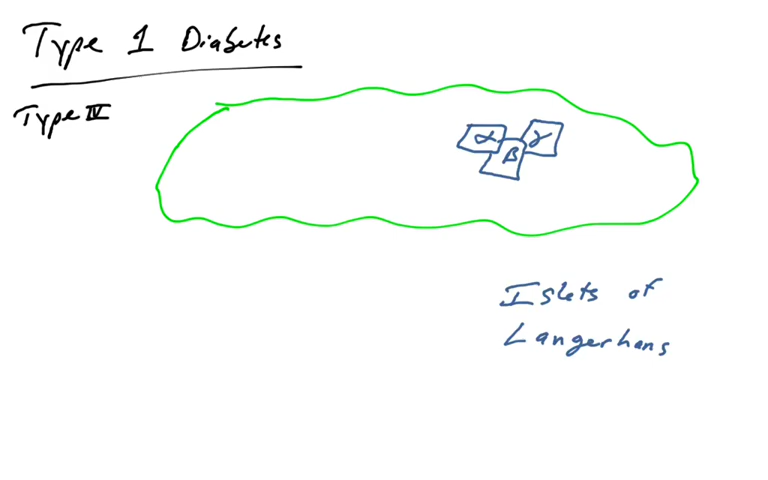 Type 1 Diabetes
Type IV
α β γ
Islets of
Langerhans